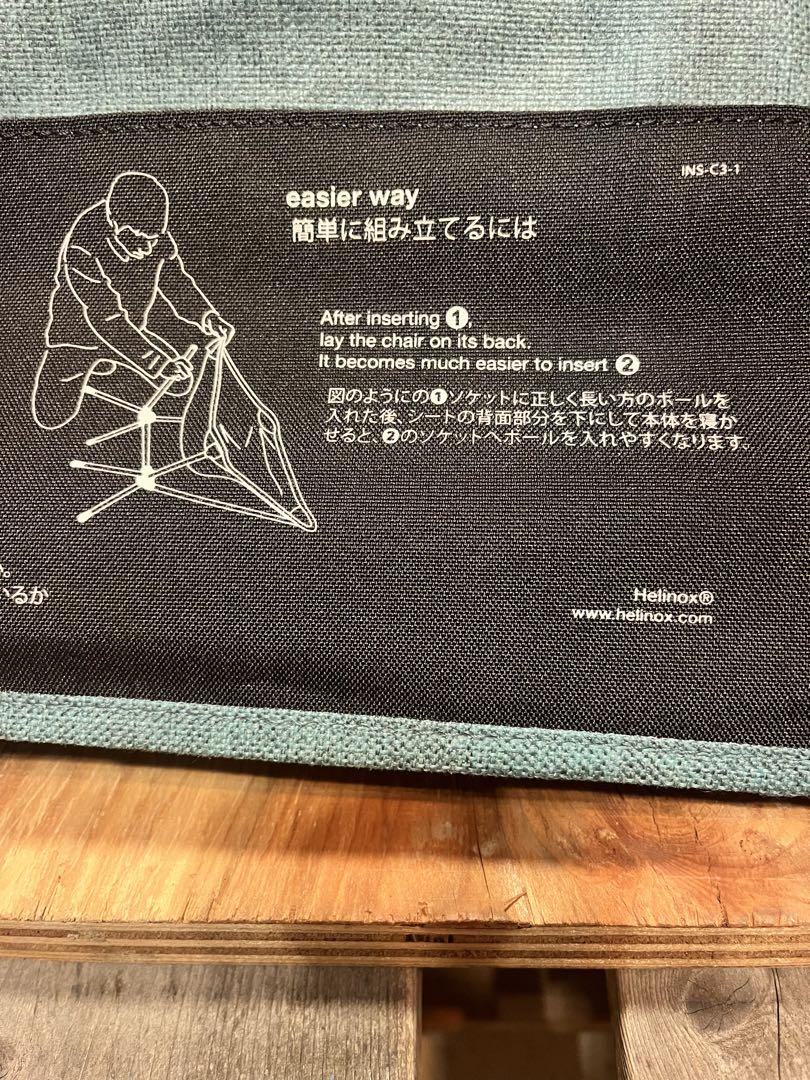 INS-C3-1
easier way
簡単に組み立てるには
After inserting ❶,
lay the chair on its back.
It becomes much easier to insert ❷
図のようにの❶ソケットに正しく長い方のポールを
入れた後、シートの背面部分を下にして本体を寝か
せると、❷のソケットへポールを入れやすくなります。
いるか
Helinox®
www.helinox.com